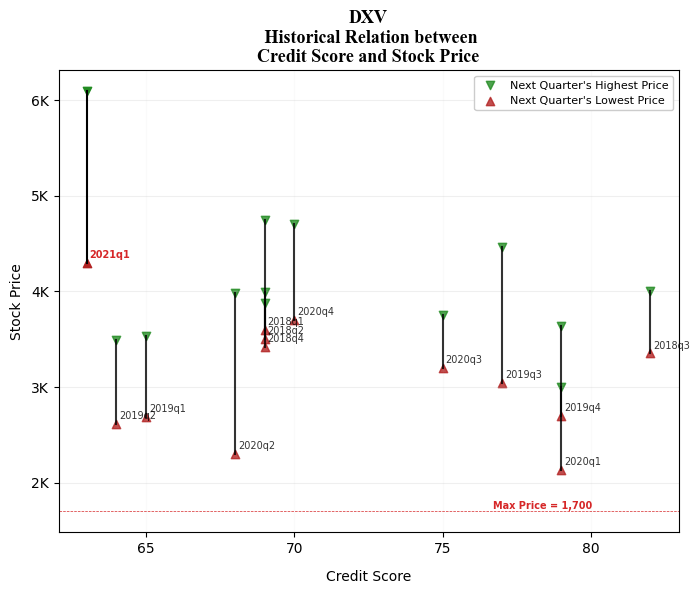 DXV
Historical Relation between
Credit Score and Stock Price
Next Quarter's Highest Price
Next Quarter's Lowest Price
6K
5K
4K
3K
2K
Stock Price
2021q1
2018q1
2018q2
2018q4
2020q4
2018q3
2020q3
2019q3
2019q2
2019q1
2019q4
2020q2
2020q1
Max Price = 1,700
65
70
75
80
Credit Score